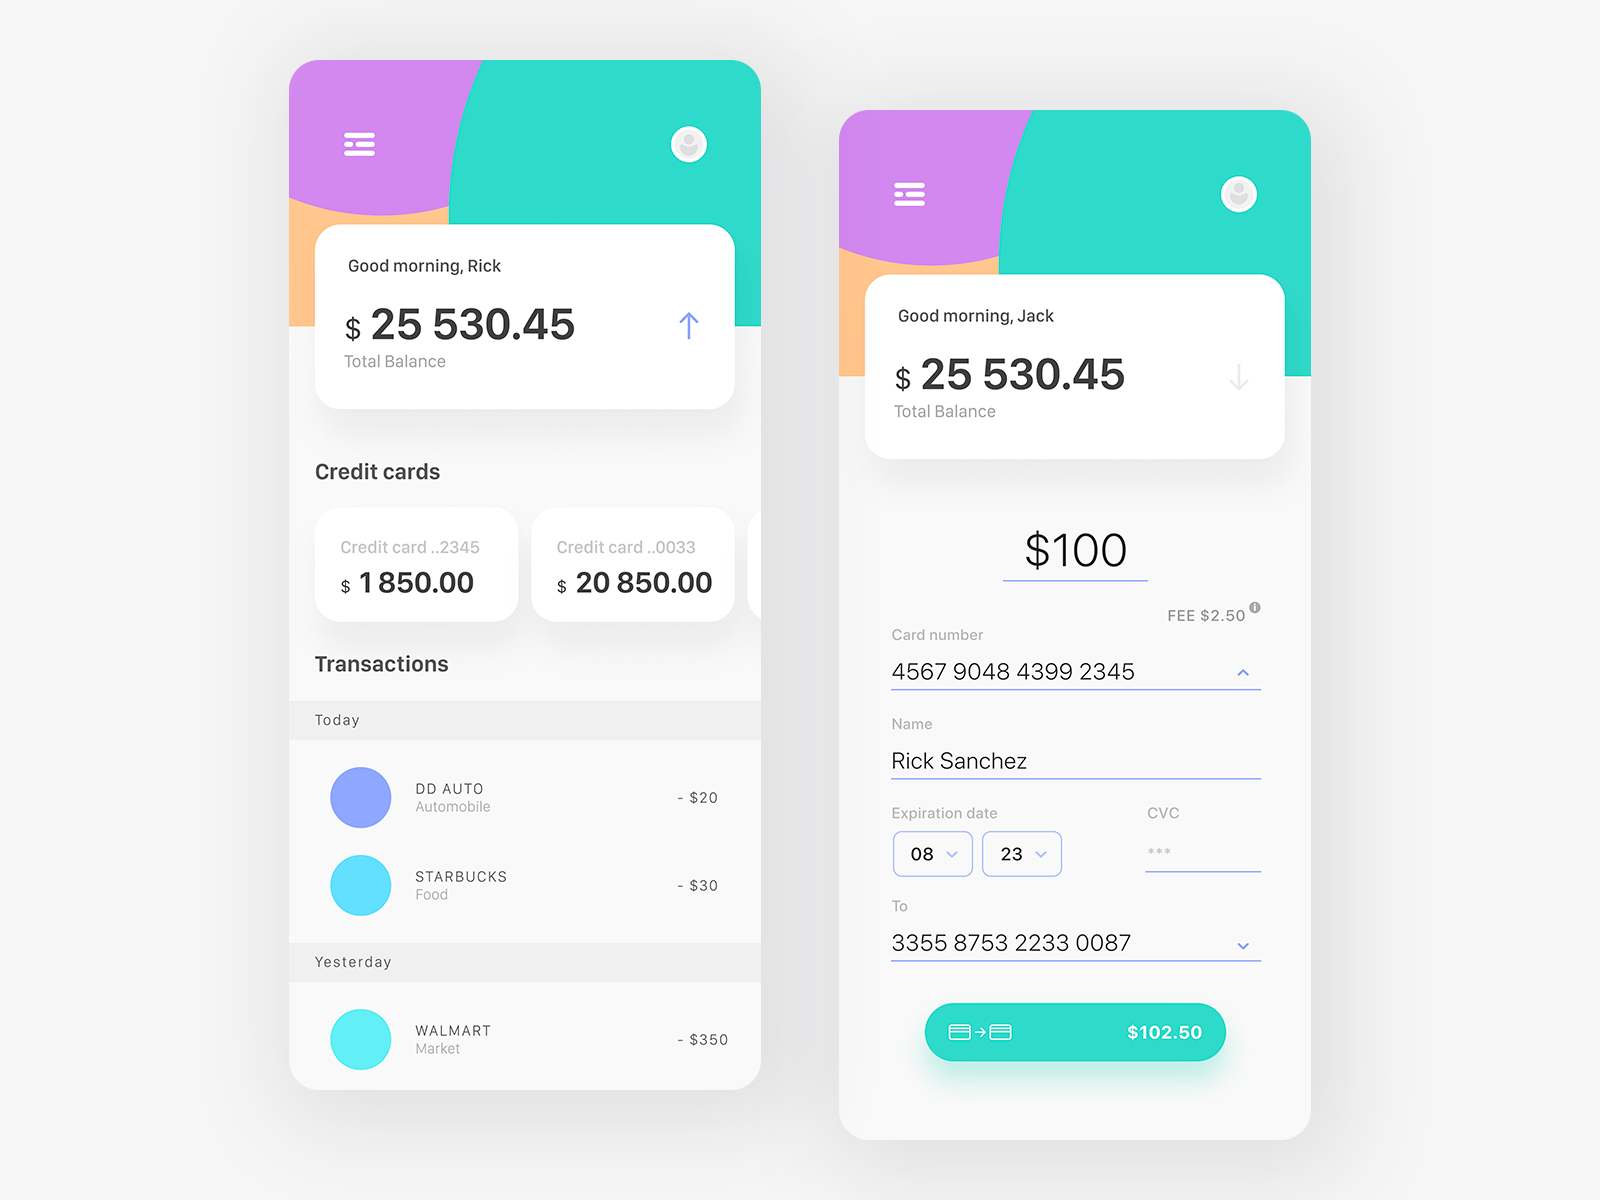 Good morning, Rick
$ 25 530.45
Total Balance
Credit cards
Credit card ..2345
$ 1 850.00
Credit card ..0033
$ 20 850.00
Transactions
Today
DD AUTO
Automobile
- $20
STARBUCKS
Food
- $30
Yesterday
WALMART
Market
- $350
Good morning, Jack
$ 25 530.45
Total Balance
$100
FEE $2.50
Card number
4567 9048 4399 2345
Name
Rick Sanchez
Expiration date
CVC
08
23
***
To
3355 8753 2233 0087
$102.50